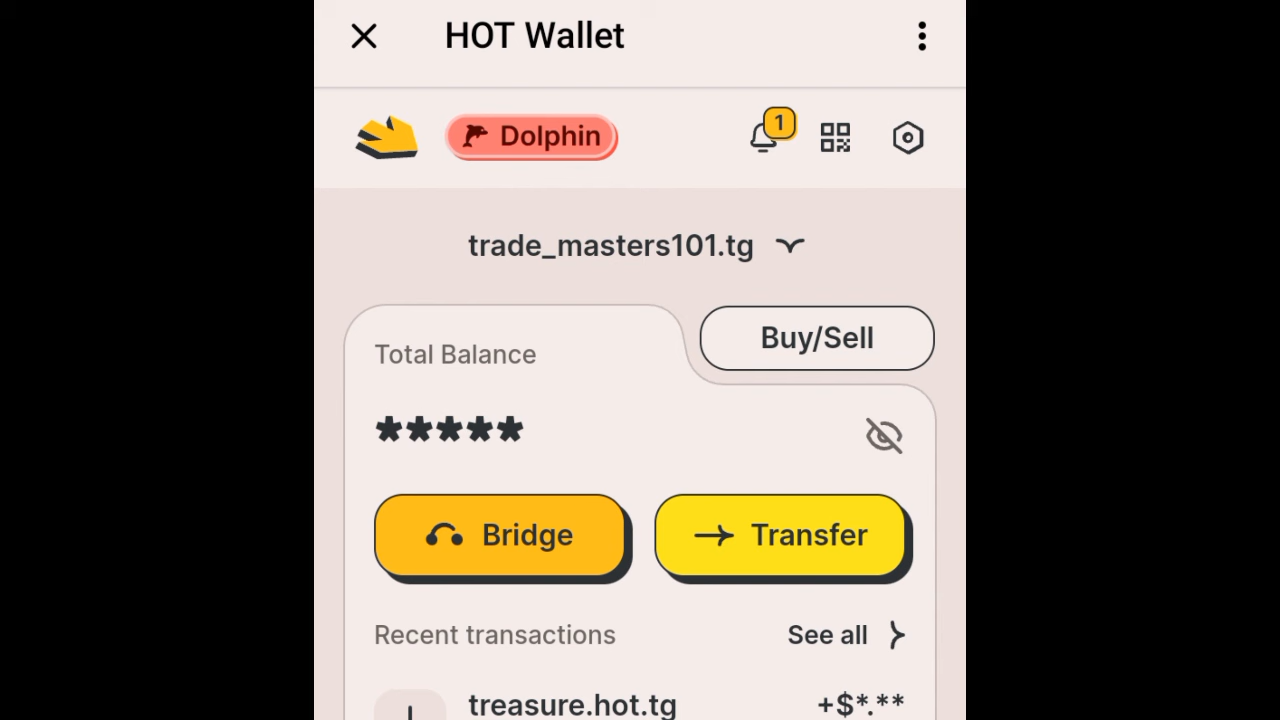 HOT Wallet
Dolphin
1
trade_masters101.tg
Total Balance
Buy/Sell
*****
Bridge
Transfer
Recent transactions
See all
treasure.hot.tg
+$*.**